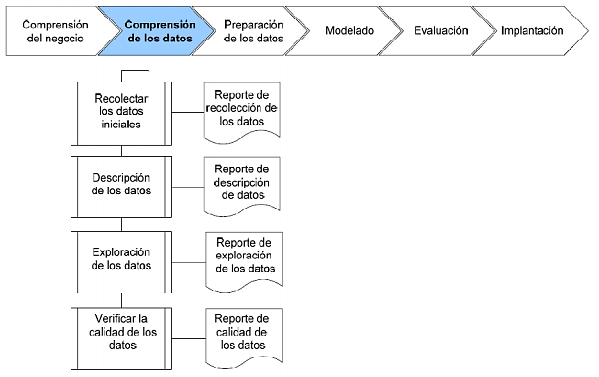 Comprensión
del negocio
Comprensión
de los datos
Preparación
de los datos
Modelado
Evaluación
Implantación
Recolectar
los datos
iniciales
Reporte de
recolección de
los datos
Descripción
de los datos
Reporte de
descripción
de datos
Exploración
de los datos
Reporte de
exploración
de los datos
Verificar la
calidad de los
datos
Reporte de
calidad de
los datos